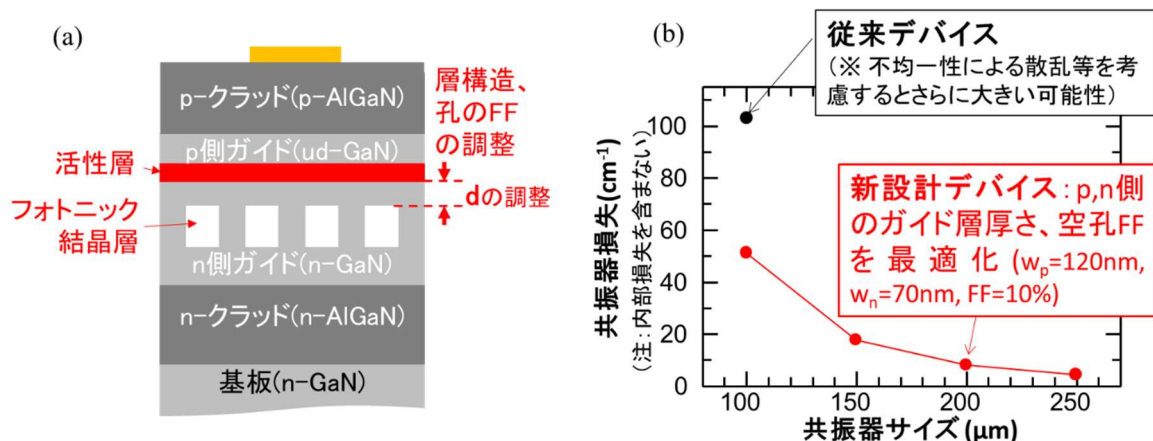 (a)
p-クラッド(p-AlGaN)
p側ガイド(ud-GaN)
活性層
フォトニック
結晶層
n側ガイド(n-GaN)
n-クラッド(n-AlGaN)
基板(n-GaN)
層構造、
孔のFF
の調整
dの調整
(b)
従来デバイス
(※ 不均一性による散乱等を考
慮するとさらに大きい可能性)
新設計デバイス：p,n側
のガイド層厚さ、空孔FF
を最適化 (wp=120nm,
wn=70nm, FF=10%)
共振器損失(cm-1)
(注：内部損失を含まない)
100
80
60
40
20
0
100
150
200
250
共振器サイズ (μm)